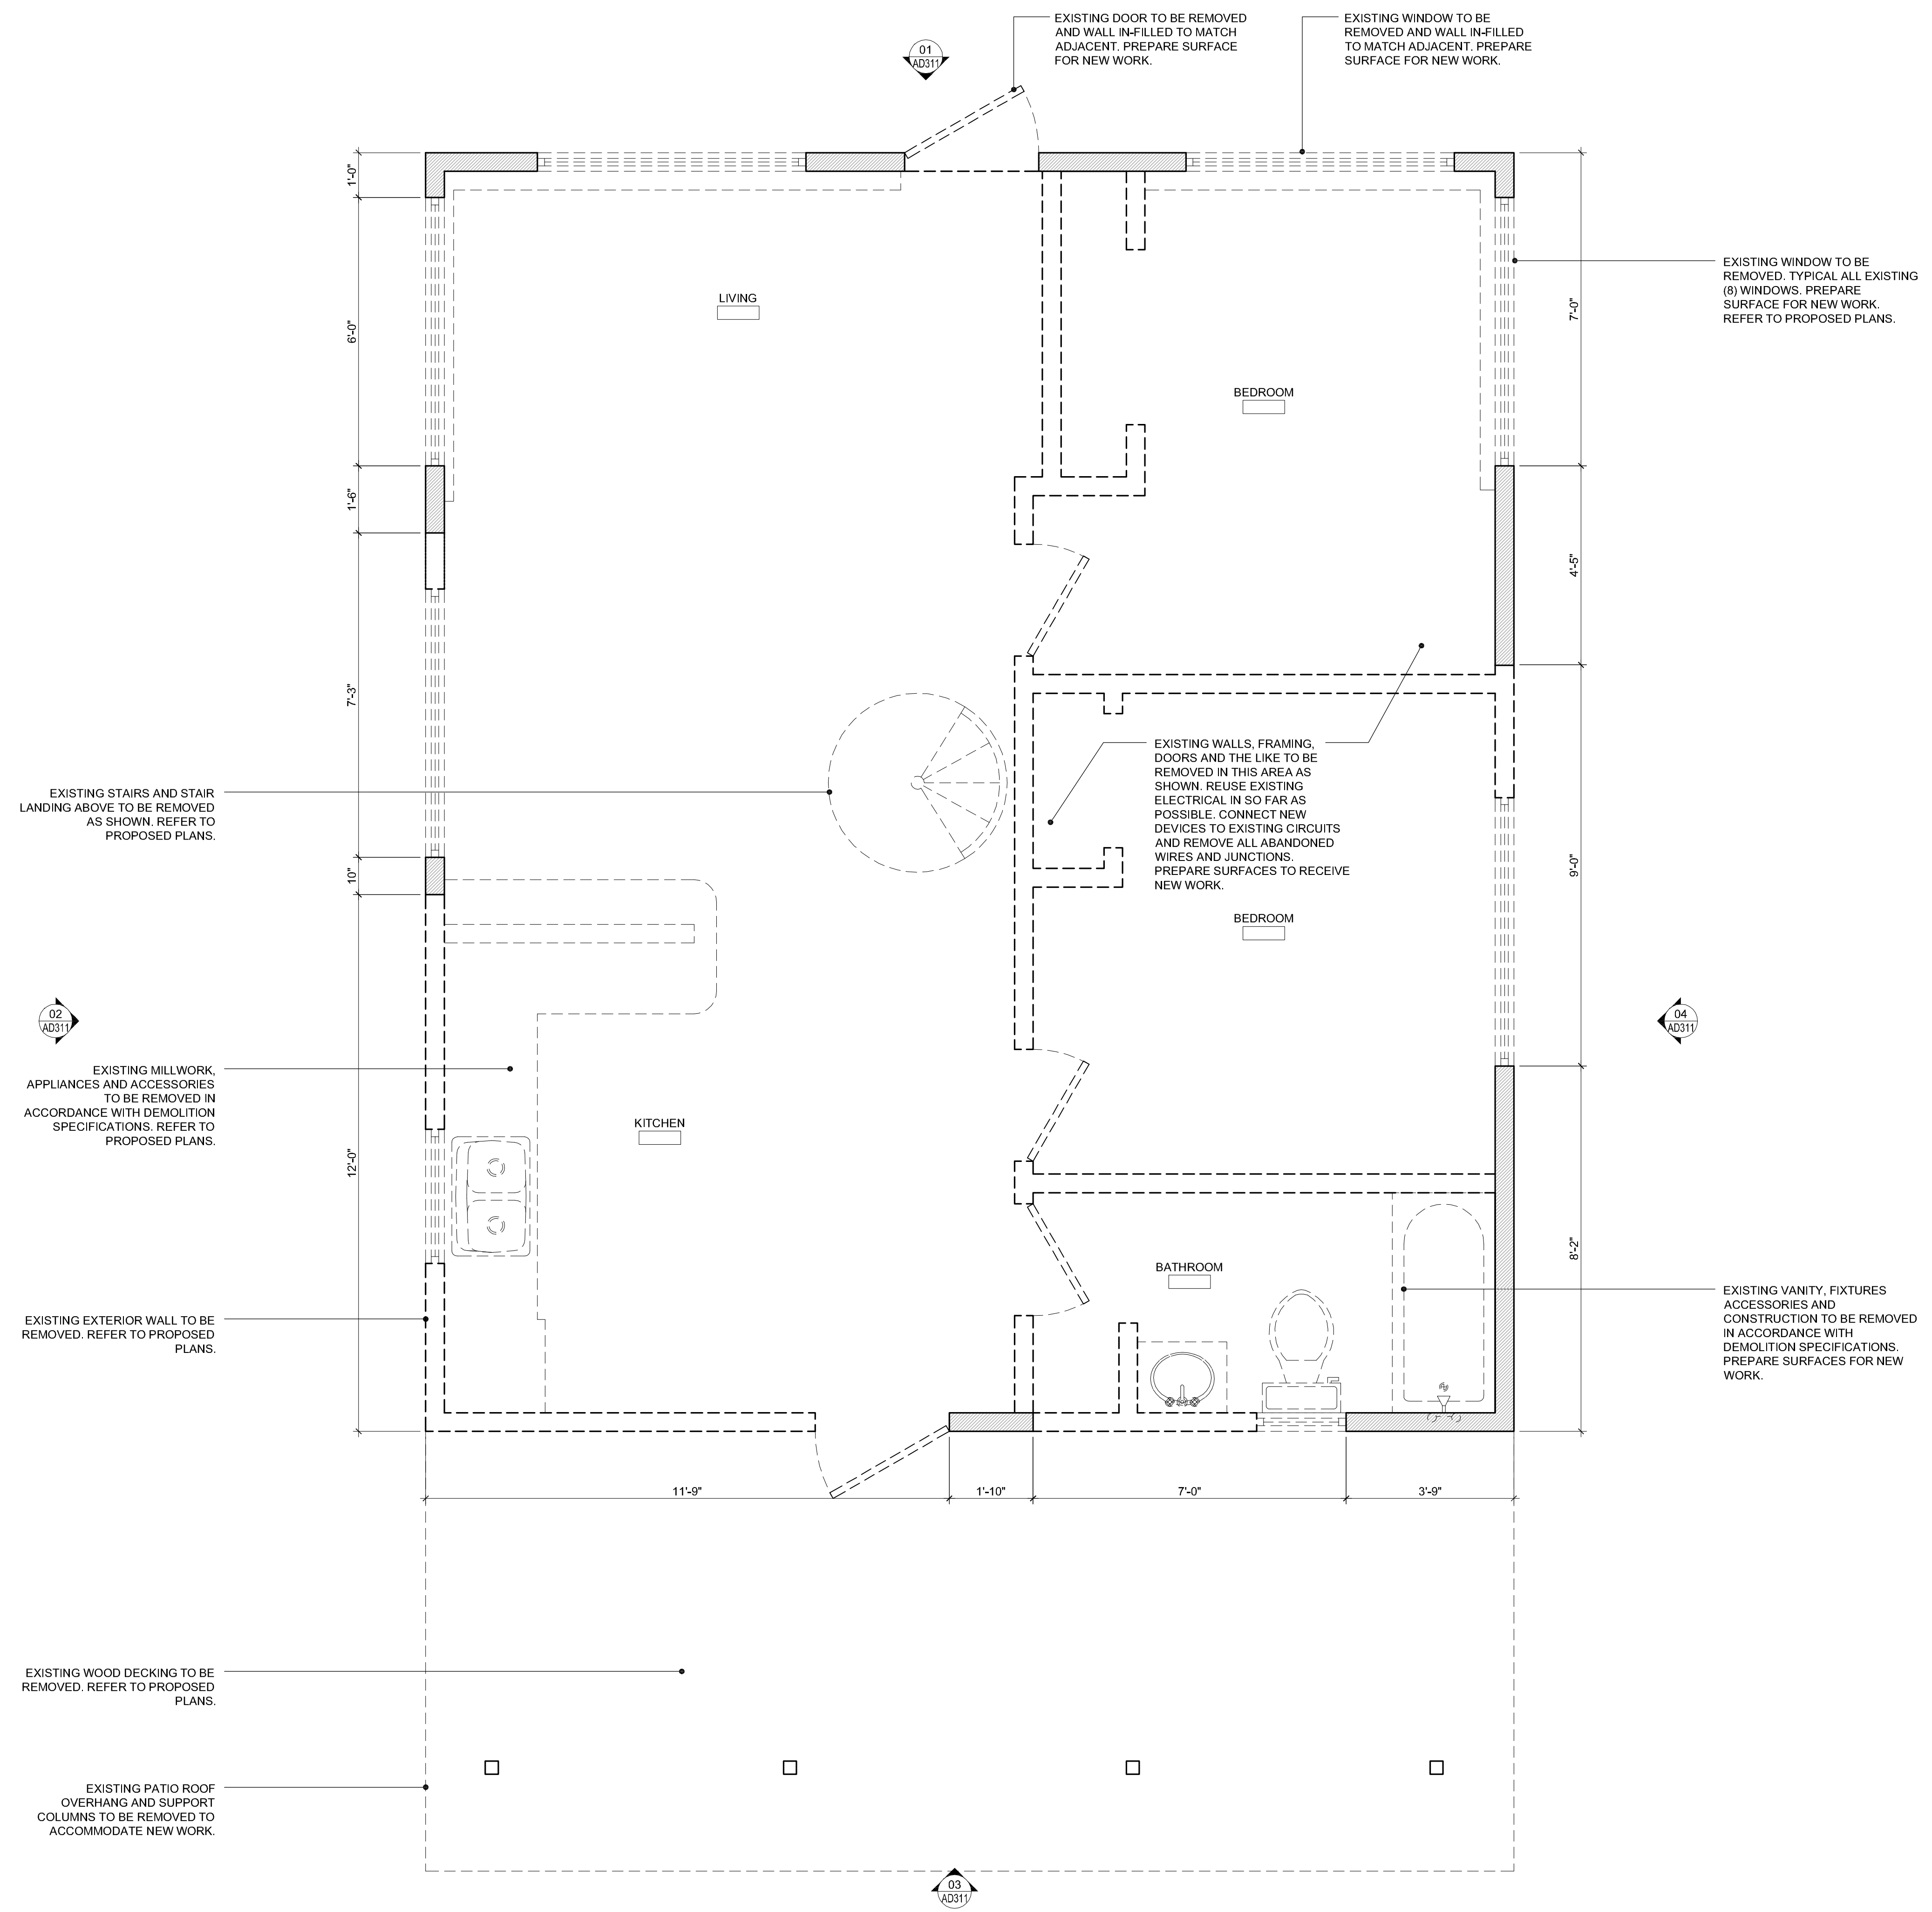 EXISTING DOOR TO BE REMOVED
AND WALL IN-FILLED TO MATCH
ADJACENT. PREPARE SURFACE
FOR NEW WORK.
EXISTING WINDOW TO BE
REMOVED AND WALL IN-FILLED
TO MATCH ADJACENT. PREPARE
SURFACE FOR NEW WORK.
01
AD311
1'-0"
6'-0"
1'-6"
7'-3"
10"
12'-0"
LIVING
BEDROOM
7'-0"
4'-5"
9'-0"
8'-2"
EXISTING WINDOW TO BE
REMOVED. TYPICAL ALL EXISTING
(8) WINDOWS. PREPARE
SURFACE FOR NEW WORK.
REFER TO PROPOSED PLANS.
EXISTING STAIRS AND STAIR
LANDING ABOVE TO BE REMOVED
AS SHOWN. REFER TO
PROPOSED PLANS.
EXISTING WALLS, FRAMING,
DOORS AND THE LIKE TO BE
REMOVED IN THIS AREA AS
SHOWN. REUSE EXISTING
ELECTRICAL IN SO FAR AS
POSSIBLE. CONNECT NEW
DEVICES TO EXISTING CIRCUITS
AND REMOVE ALL ABANDONED
WIRES AND JUNCTIONS.
PREPARE SURFACES TO RECEIVE
NEW WORK.
BEDROOM
02
AD311
04
AD311
EXISTING MILLWORK,
APPLIANCES AND ACCESSORIES
TO BE REMOVED IN
ACCORDANCE WITH DEMOLITION
SPECIFICATIONS. REFER TO
PROPOSED PLANS.
KITCHEN
BATHROOM
EXISTING EXTERIOR WALL TO BE
REMOVED. REFER TO PROPOSED
PLANS.
EXISTING VANITY, FIXTURES
ACCESSORIES AND
CONSTRUCTION TO BE REMOVED
IN ACCORDANCE WITH
DEMOLITION SPECIFICATIONS.
PREPARE SURFACES FOR NEW
WORK.
11'-9"
1'-10"
7'-0"
3'-9"
EXISTING WOOD DECKING TO BE
REMOVED. REFER TO PROPOSED
PLANS.
EXISTING PATIO ROOF
OVERHANG AND SUPPORT
COLUMNS TO BE REMOVED TO
ACCOMMODATE NEW WORK.
03
AD311